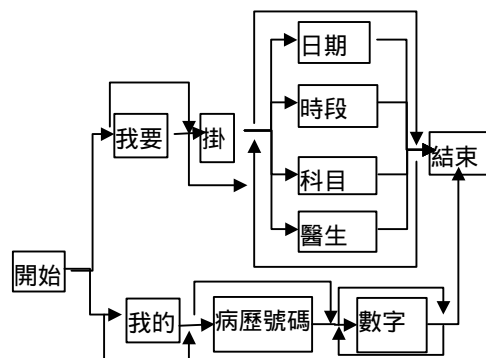 日期
時段
我要
掛
結束
科目
醫生
開始
我的
病歷號碼
數字